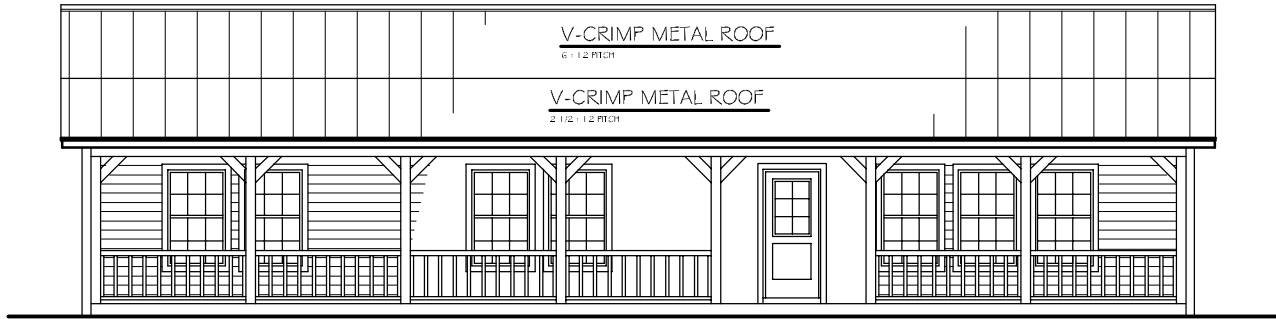 V-CRIMP METAL ROOF
6 : 12 PITCH
V-CRIMP METAL ROOF
2 1/2 : 12 PITCH